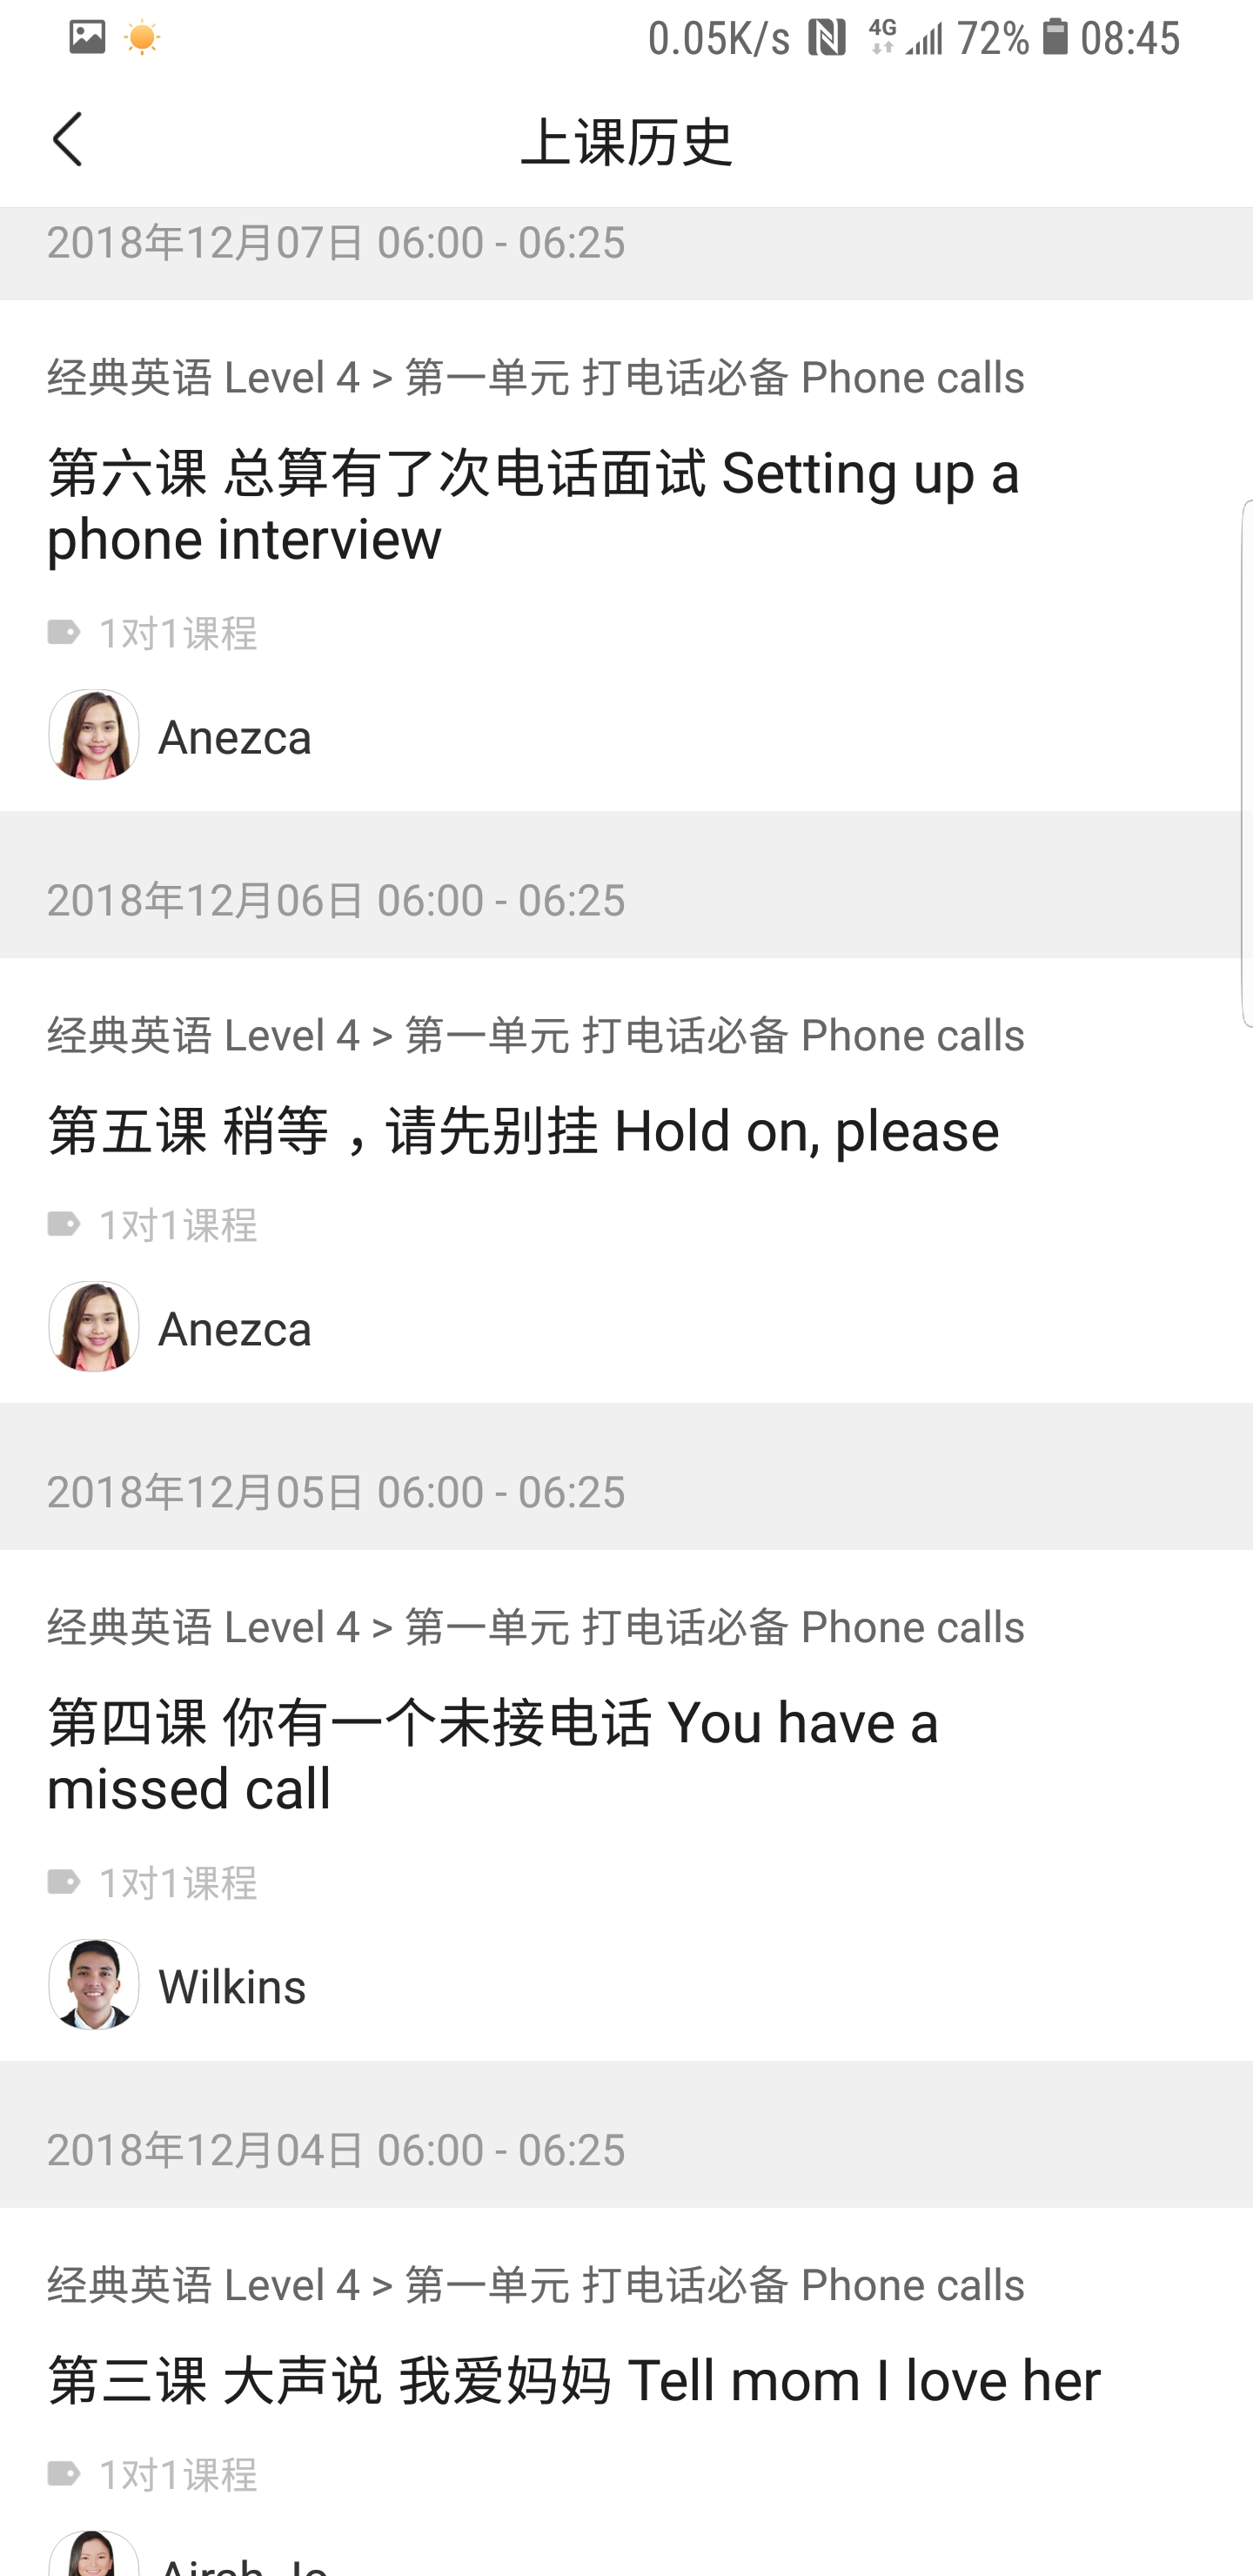 0.05K/s 4G 72% 08:45
上课历史
2018年12月07日 06:00 - 06:25
经典英语 Level 4 > 第一单元 打电话必备 Phone calls
第六课 总算有了次电话面试 Setting up a
phone interview
1对1课程
Anezca
2018年12月06日 06:00 - 06:25
经典英语 Level 4 > 第一单元 打电话必备 Phone calls
第五课 稍等，请先别挂 Hold on, please
1对1课程
Anezca
2018年12月05日 06:00 - 06:25
经典英语 Level 4 > 第一单元 打电话必备 Phone calls
第四课 你有一个未接电话 You have a
missed call
1对1课程
Wilkins
2018年12月04日 06:00 - 06:25
经典英语 Level 4 > 第一单元 打电话必备 Phone calls
第三课 大声说 我爱妈妈 Tell mom I love her
1对1课程